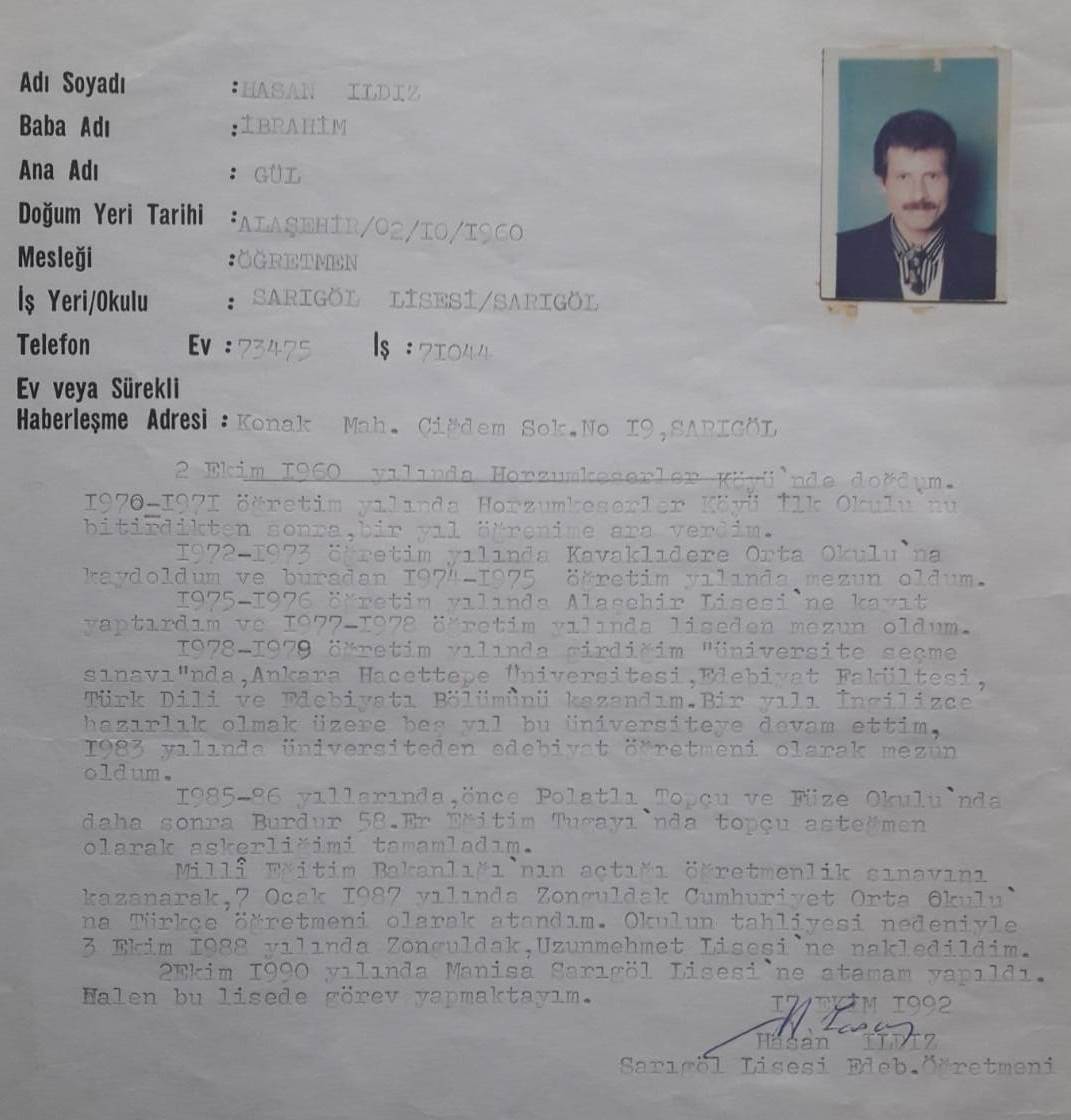 Adı Soyadı :HASAN ILDIZ
Baba Adı :İBRAHİM
Ana Adı : GÜL
Doğum Yeri Tarihi :ALAŞEHİR/02/IO/I960
Mesleği :ÖĞRETMEN
İş Yeri/Okulu : SARIGÖL LİSESİ/SARIGÖL
Telefon Ev :73475 İş :7I044
Ev veya Sürekli
Haberleşme Adresi : Konak Mah. Çiğdem Sok.No I9,SARIGÖL
2 Ekim I960 yılında Horzumkeserler Köyü`nde doğdum.
I970-I97I öğretim yılında Horzumkeserler Köyü İlk Okulu`nu
bitirdikten sonra,bir yıl öğrenime ara verdim.
I972-I973 öğretim yılında Kavaklıdere Orta Okulu`na
kaydoldum ve buradan I974-I975 öğretim yılında mezun oldum.
I975-I976 öğretim yılında Alaşehir Lisesi`ne kayıt
yaptırdım ve I977-I978 öğretim yılında liseden mezun oldum.
I978-I979 öğretim yılında girdiğim "üniversite seçme
sınavı"nda,Ankara Hacettepe Üniversitesi,Edebiyat Fakültesi,
Türk Dili ve Edebiyatı Bölümünü kazandım.Bir yılı İngilizce
hazırlık olmak üzere beş yıl bu üniversiteye devam ettim,
I983 yılında üniversiteden edebiyat öğretmeni olarak mezun
oldum.
I985-86 yıllarında,önce Polatlı Topçu ve Füze Okulu`nda
daha sonra Burdur 58.Er Eğitim Tugayı`nda topçu asteğmen
olarak askerliğimi tamamladım.
Millî Eğitim Bakanlığı`nın açtığı öğretmenlik sınavını
kazanarak,7 Ocak I987 yılında Zonguldak Cumhuriyet Orta Okulu`
na Türkçe öğretmeni olarak atandım. Okulun tahliyesi nedeniyle
3 Ekim I988 yılında Zonguldak,Uzunmehmet Lisesi`ne nakledildim.
2Ekim I990 yılında Manisa Sarıgöl Lisesi`ne atamam yapıldı.
Halen bu lisede görev yapmaktayım.
I7 EKİM I992
Hasan ILDIZ
Sarıgöl Lisesi Edeb.Öğretmeni